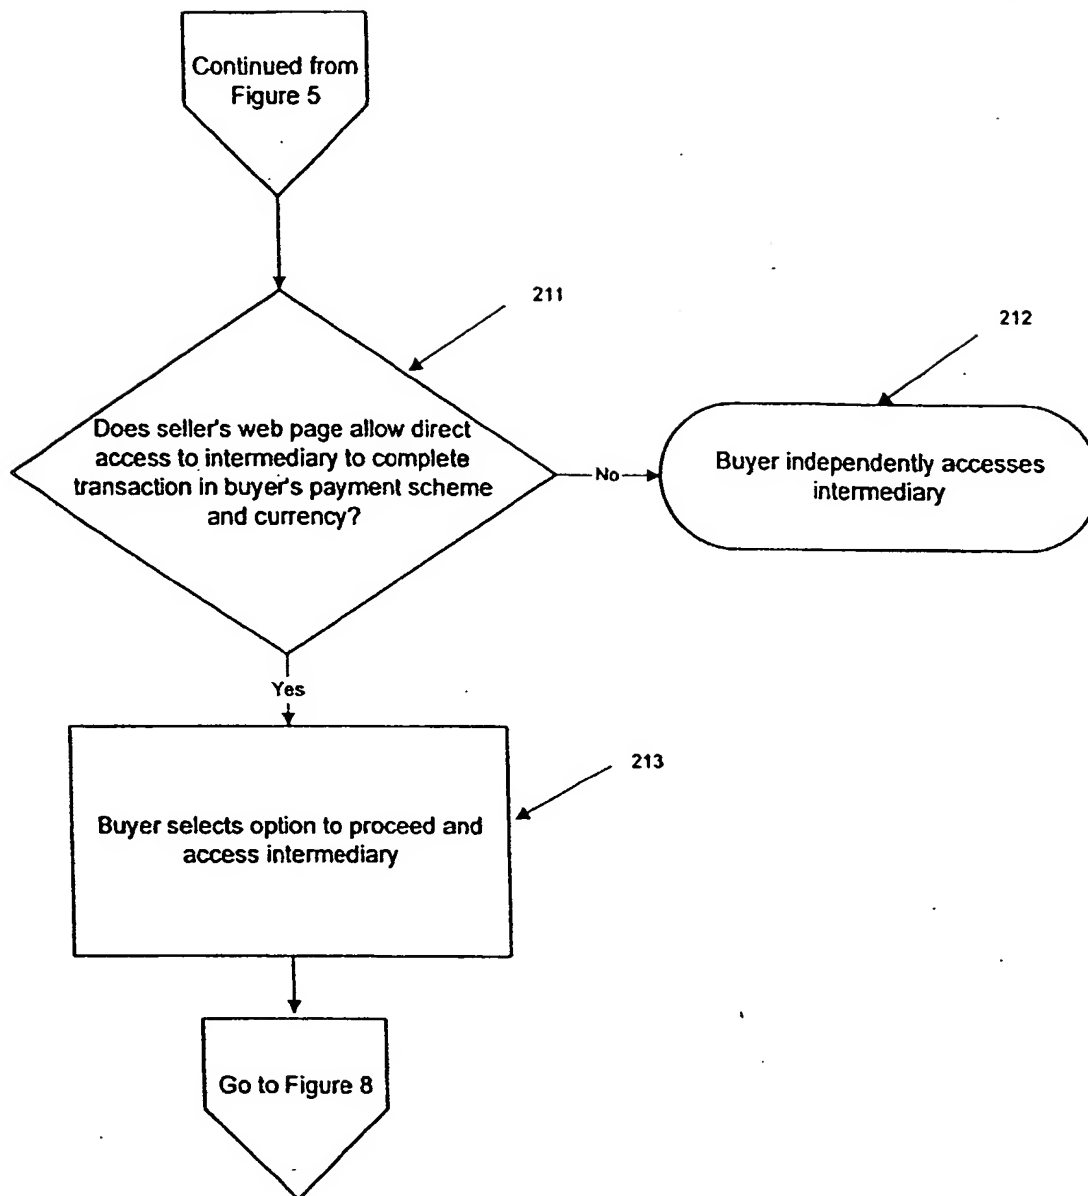 Continued from
Figure 5
211
212
Does seller's web page allow direct
access to intermediary to complete
transaction in buyer's payment scheme
and currency?
No
Buyer independently accesses
intermediary
Yes
213
Buyer selects option to proceed and
access intermediary
Go to Figure 8